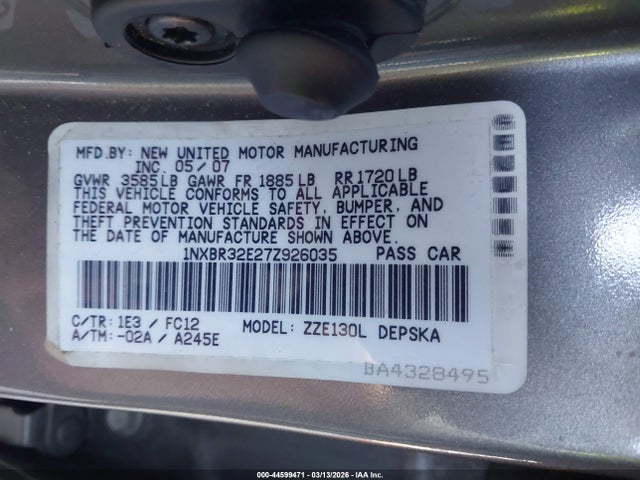 MFD.BY: NEW UNITED MOTOR MANUFACTURING
INC. 05/07
GVWR 3585LB GAWR FR 1885LB RR1720LB
THIS VEHICLE CONFORMS TO ALL APPLICABLE
FEDERAL MOTOR VEHICLE SAFETY, BUMPER, AND
THEFT PREVENTION STANDARDS IN EFFECT ON
THE DATE OF MANUFACTURE SHOWN ABOVE.
1NXBR32E27Z926035 PASS CAR
C/TR: 1E3 / FC12 MODEL: ZZE130L DEPSKA
A/TM: -02A / A245E
BA4328495
000-44599471 - 03/13/2026 - IAA Inc.